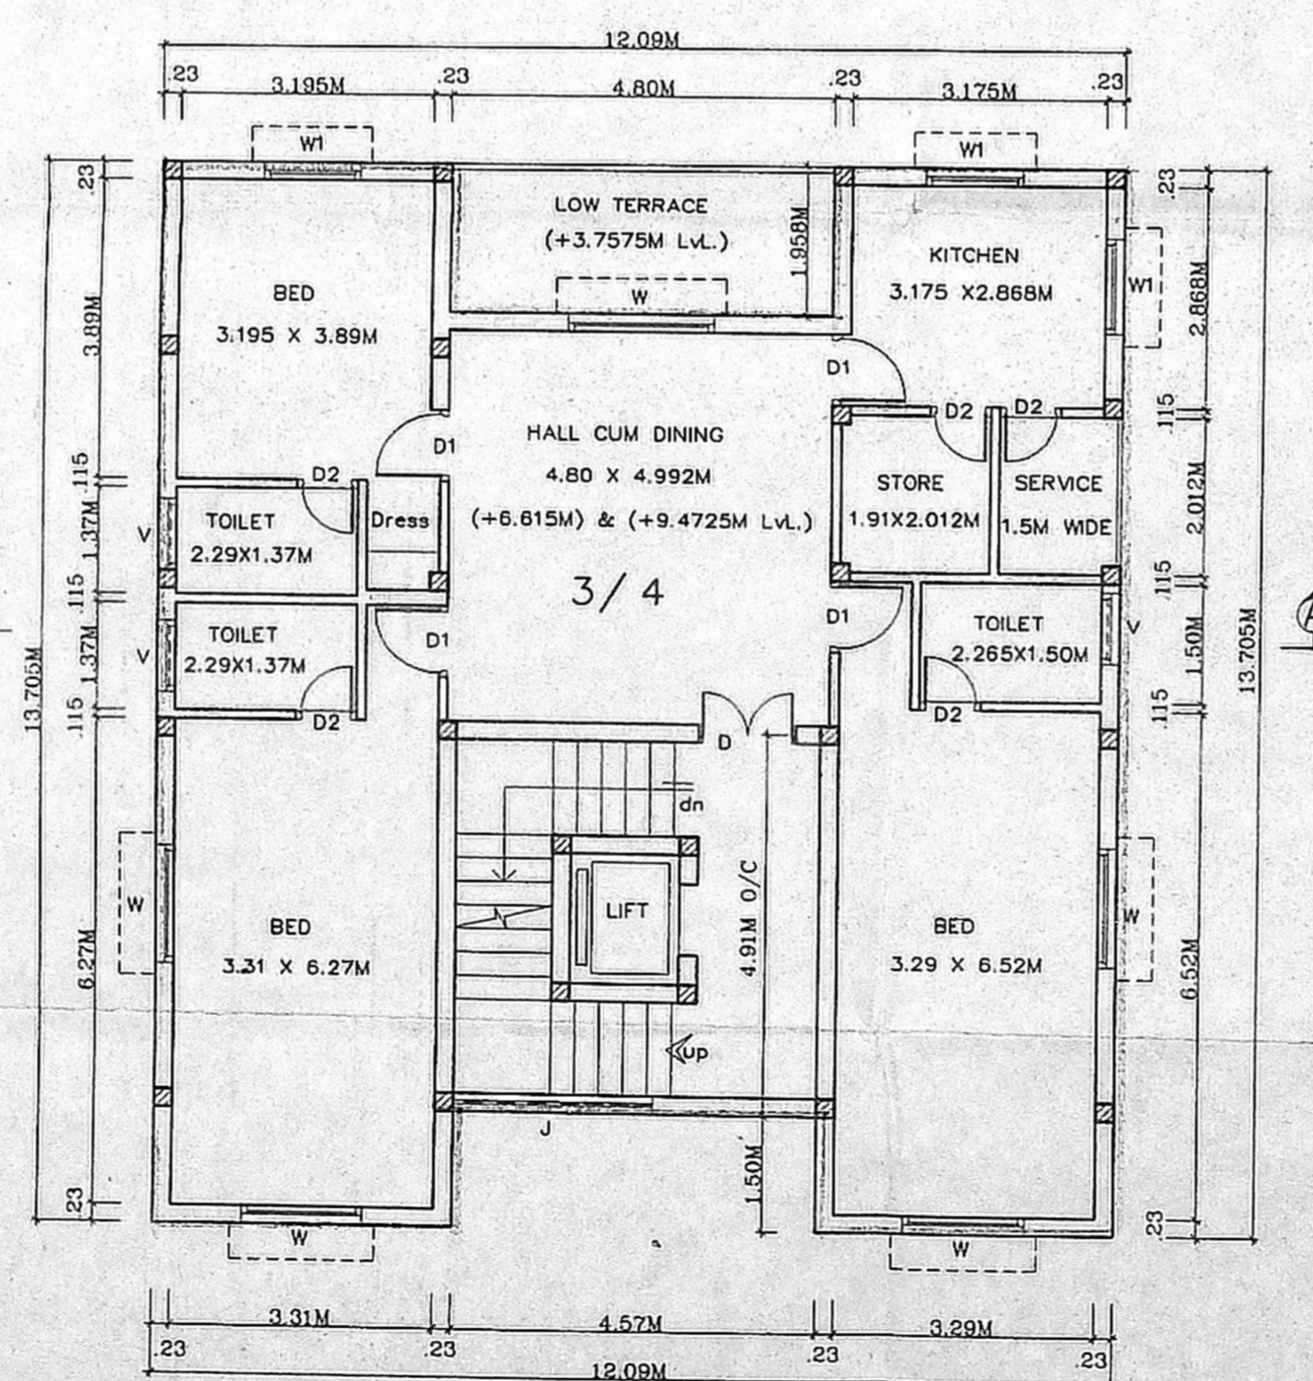 12.09M
.23 3.195M .23 4.80M .23 3.175M .23
W1
W1
LOW TERRACE
(+3.7575M LvL.)
1.958M
W
.23
.23
KITCHEN
3.175 X2.868M
W1
2.868M
BED
3.195 X 3.89M
3.89M
D1
D1
D2
D2
.115
HALL CUM DINING
4.80 X 4.992M
(+6.615M) & (+9.4725M LvL.)
3/4
STORE
1.91X2.012M
SERVICE
1.5M WIDE
2.012M
.115
D2
TOILET
2.29X1.37M
Dress
V
1.37M
.115
.115
TOILET
2.29X1.37M
D1
D1
TOILET
2.265X1.50M
V
V
1.37M
1.50M
13.705M
13.705M
A
.115
.115
D2
D
D2
dn
LIFT
4.91M O/C
W
BED
3.31 X 6.27M
6.27M
BED
3.29 X 6.52M
W
6.52M
up
J
1.50M
.23
.23
W
W
3.31M
4.57M
3.29M
.23 .23 .23 .23
12.09M